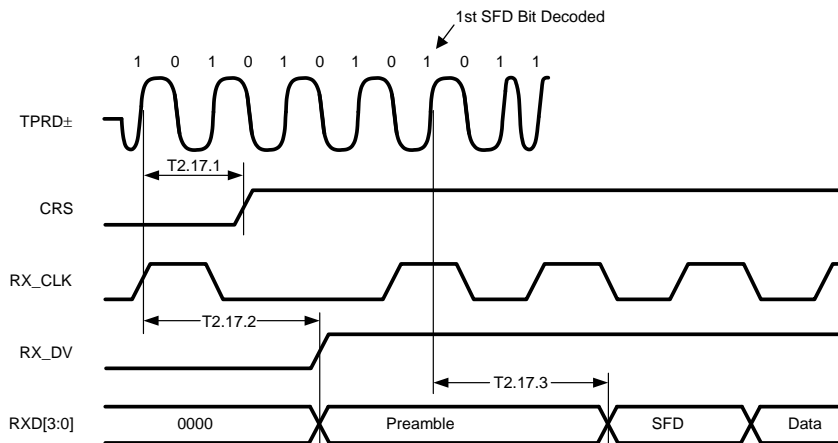 1st SFD Bit Decoded
1 0 1 0 1 0 1 0 1 0 1 1
TPRD±
T2.17.1
CRS
RX_CLK
T2.17.2
RX_DV
T2.17.3
RXD[3:0] 0000 Preamble SFD Data